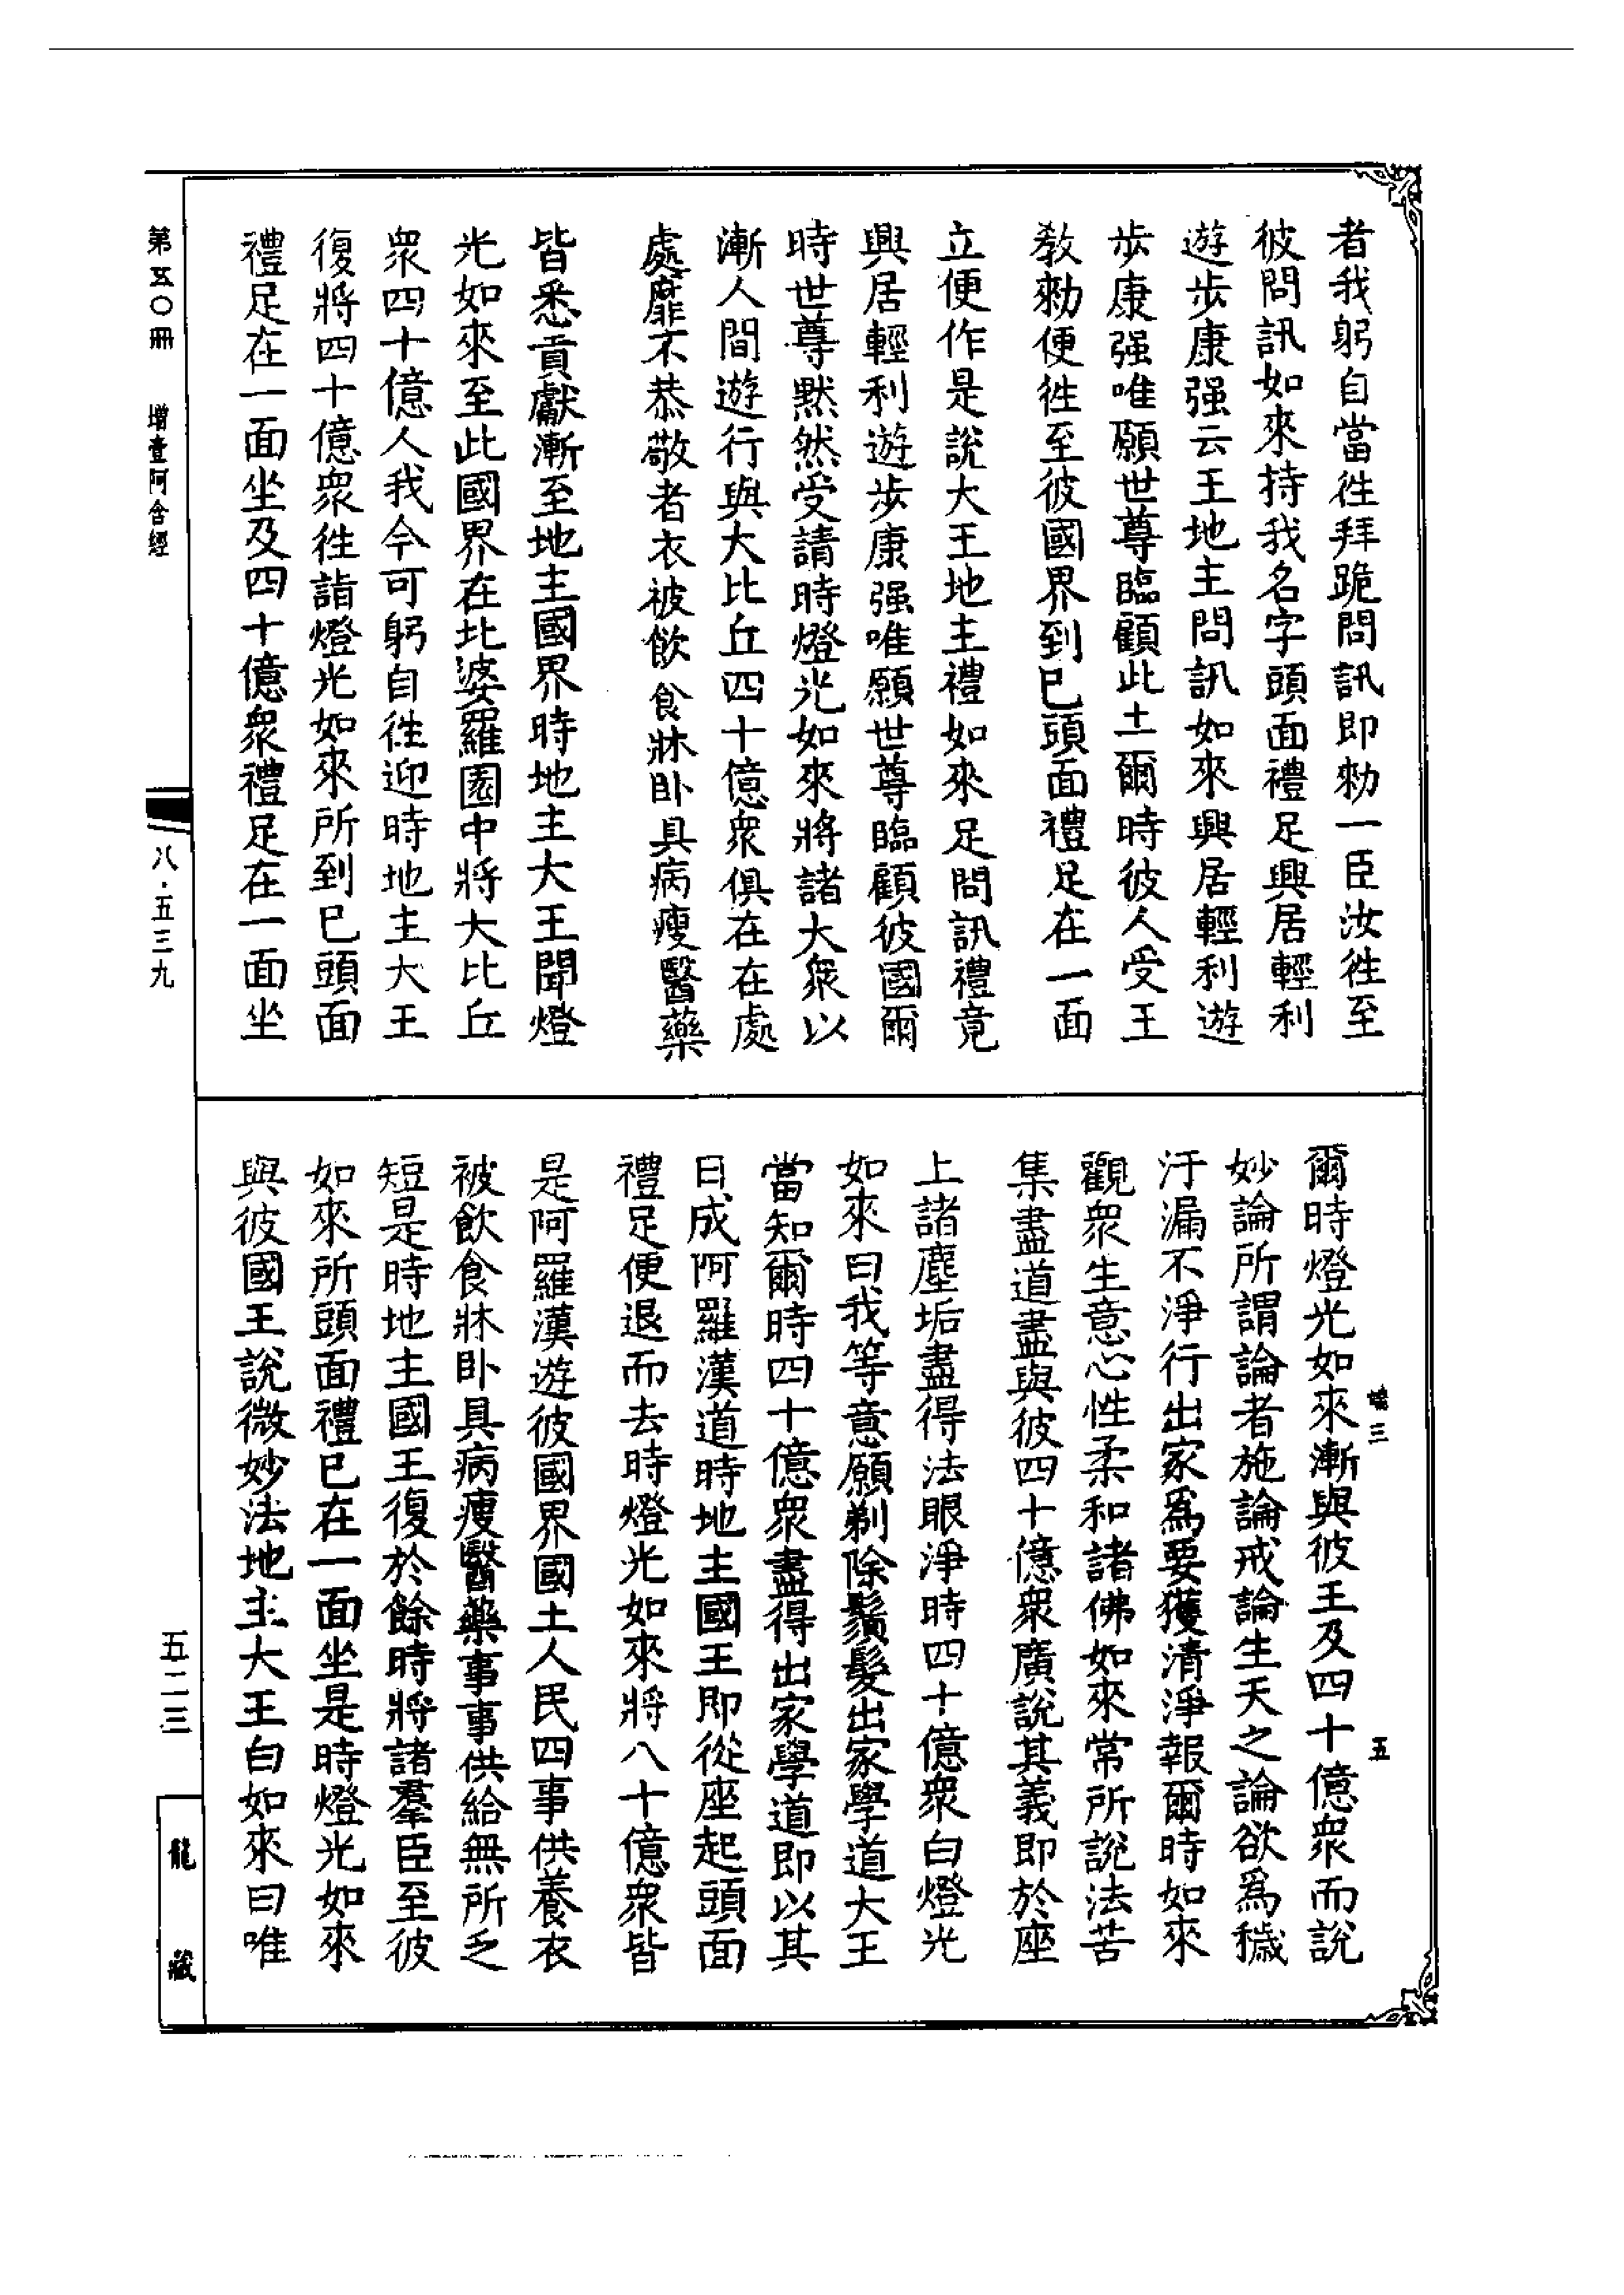 者我躬自當徃拜跪問訊即勑一臣汝徃至
彼問訊如來持我名字頭面禮足興居輕利
遊步康强云王地主問訊如來興居輕利遊
步康强唯願世尊臨顧此土爾時彼人受王
教勑便徃至彼國界到已頭面禮足在一面
立便作是說大王地主禮如來足問訊禮竟
興居輕利遊步康强唯願世尊臨顧彼國爾
時世尊默然受請時燈光如來將諸大衆以
漸人間遊行與大比丘四十億衆俱在在處
處靡不恭敬者衣被飲食牀卧具病瘦醫藥
皆悉貢獻漸至地主國界時地主大王聞燈
光如來至此國界在北婆羅園中將大比丘
衆四十億人我今可躬自徃迎時地主大王
復將四十億衆徃詣燈光如來所到已頭面
禮足在一面坐及四十億衆禮足在一面坐
爾時燈光如來漸與彼王及四十億衆而說
妙論所謂論者施論戒論生天之論欲爲穢
汙漏不淨行出家爲要獲清淨報爾時如來
觀衆生意心性柔和諸佛如來常所說法苦
集盡道盡與彼四十億衆廣說其義即於座
上諸塵垢盡得法眼淨時四十億衆白燈光
如來曰我等意願剃除鬚髮出家學道大王
當知爾時四十億衆盡得出家學道即以其
日成阿羅漢道時地主國王即從座起頭面
禮足便退而去時燈光如來將八十億衆皆
是阿羅漢遊彼國界國土人民四事供養衣
被飲食牀卧具病瘦醫藥事事供給無所乏
短是時地主國王復於餘時將諸羣臣至彼
如來所頭面禮已在一面坐是時燈光如來
與彼國王說微妙法地主大王白如來曰唯
三
五
第五〇冊 增壹阿含經
八·五三九
五二三
龍藏